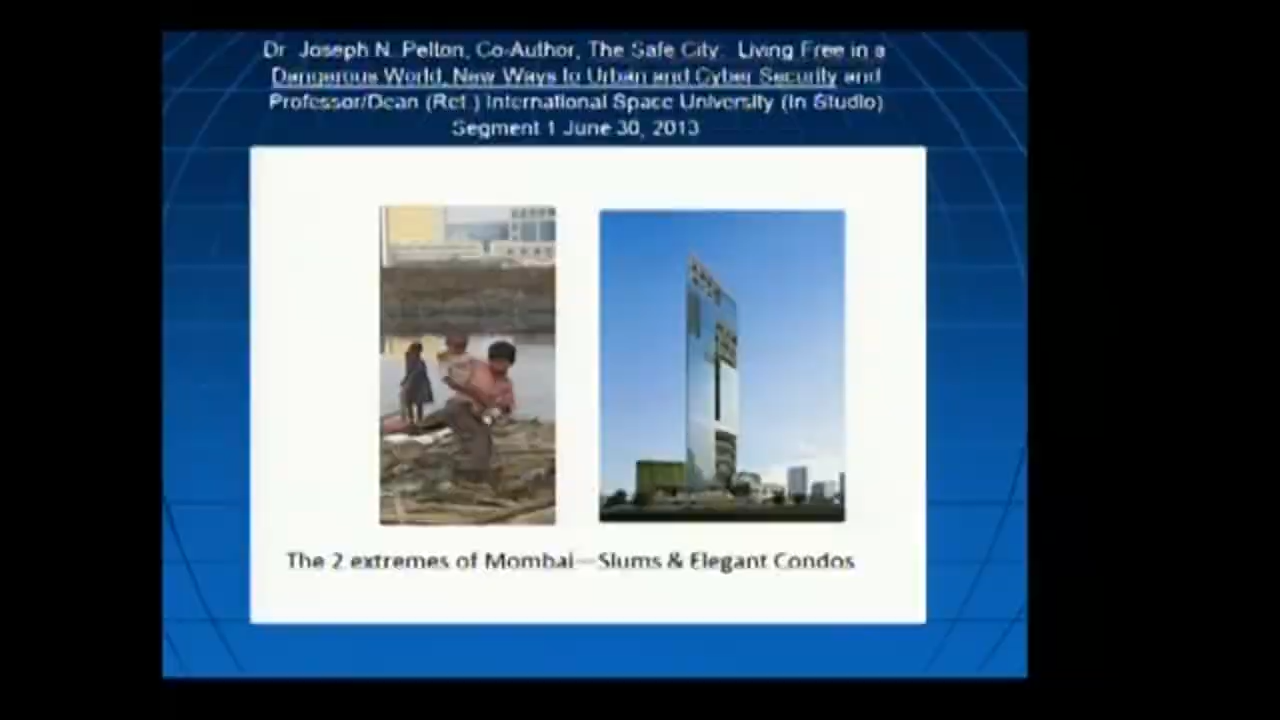 Dr. Joseph N. Pelton, Co-Author, The Safe City: Living Free in a
Dangerous World, New Ways to Urban and Cyber Security and
Professor/Dean (Ret.) International Space University (In Studio)
Segment 1 June 30, 2013
The 2 extremes of Mombai—Slums & Elegant Condos